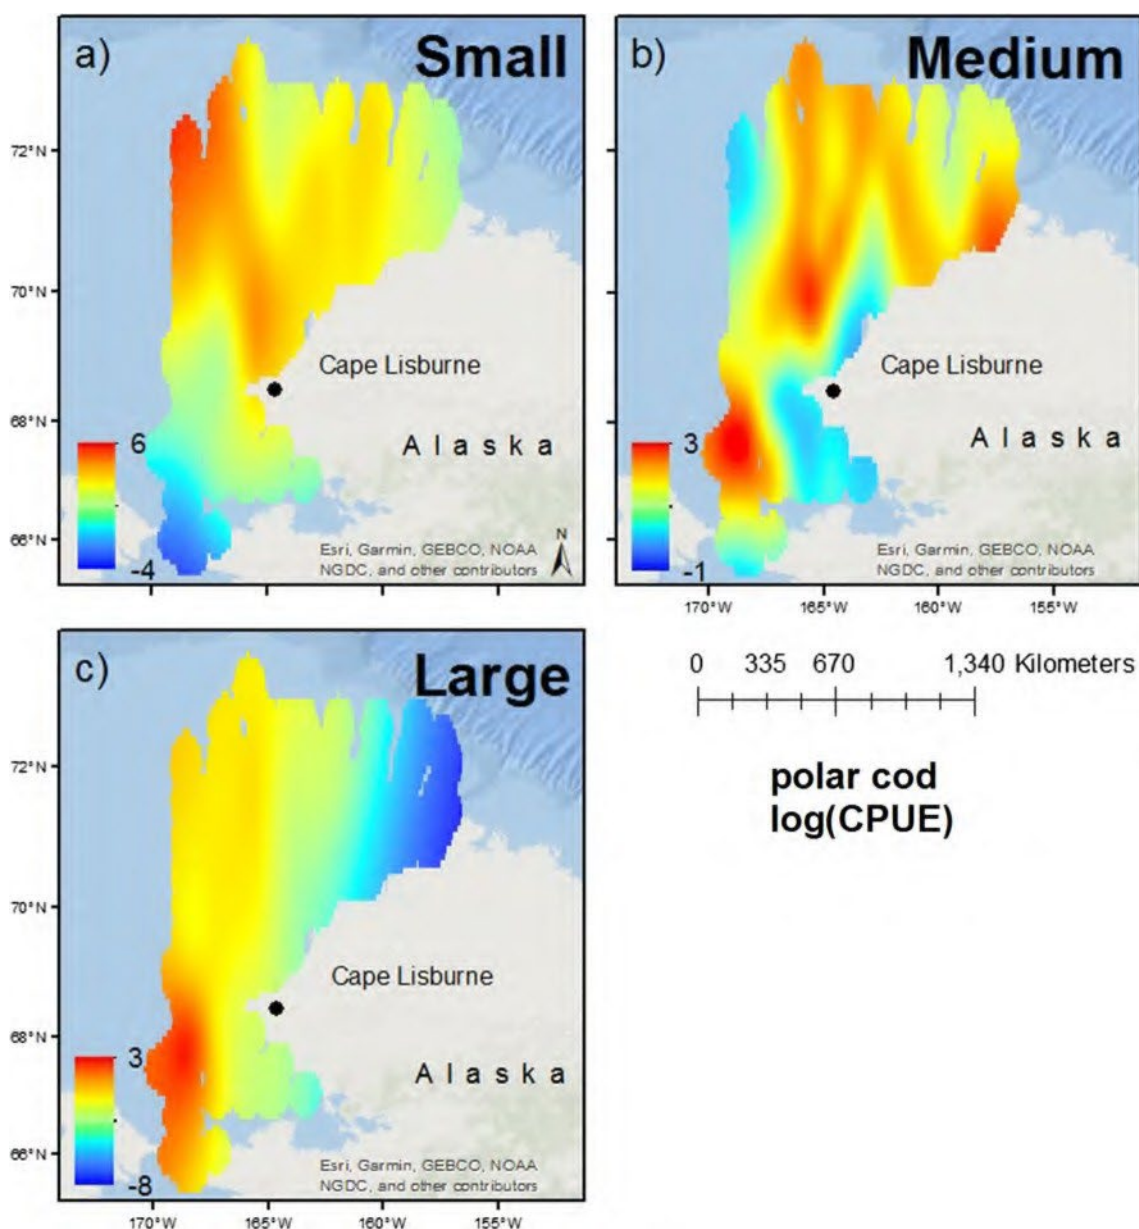 a)
Small
72°N
70°N
68°N
66°N
Cape Lisburne
A l a s k a
6
-4
N
Esri, Garmin, GEBCO, NOAA
NGDC, and other contributors
b)
Medium
Cape Lisburne
A l a s k a
3
-1
Esri, Garmin, GEBCO, NOAA
NGDC, and other contributors
170°W 165°W 160°W 155°W
0 335 670 1,340 Kilometers
polar cod
log(CPUE)
c)
Large
72°N
70°N
68°N
66°N
Cape Lisburne
A l a s k a
3
-8
Esri, Garmin, GEBCO, NOAA
NGDC, and other contributors
170°W 165°W 160°W 155°W